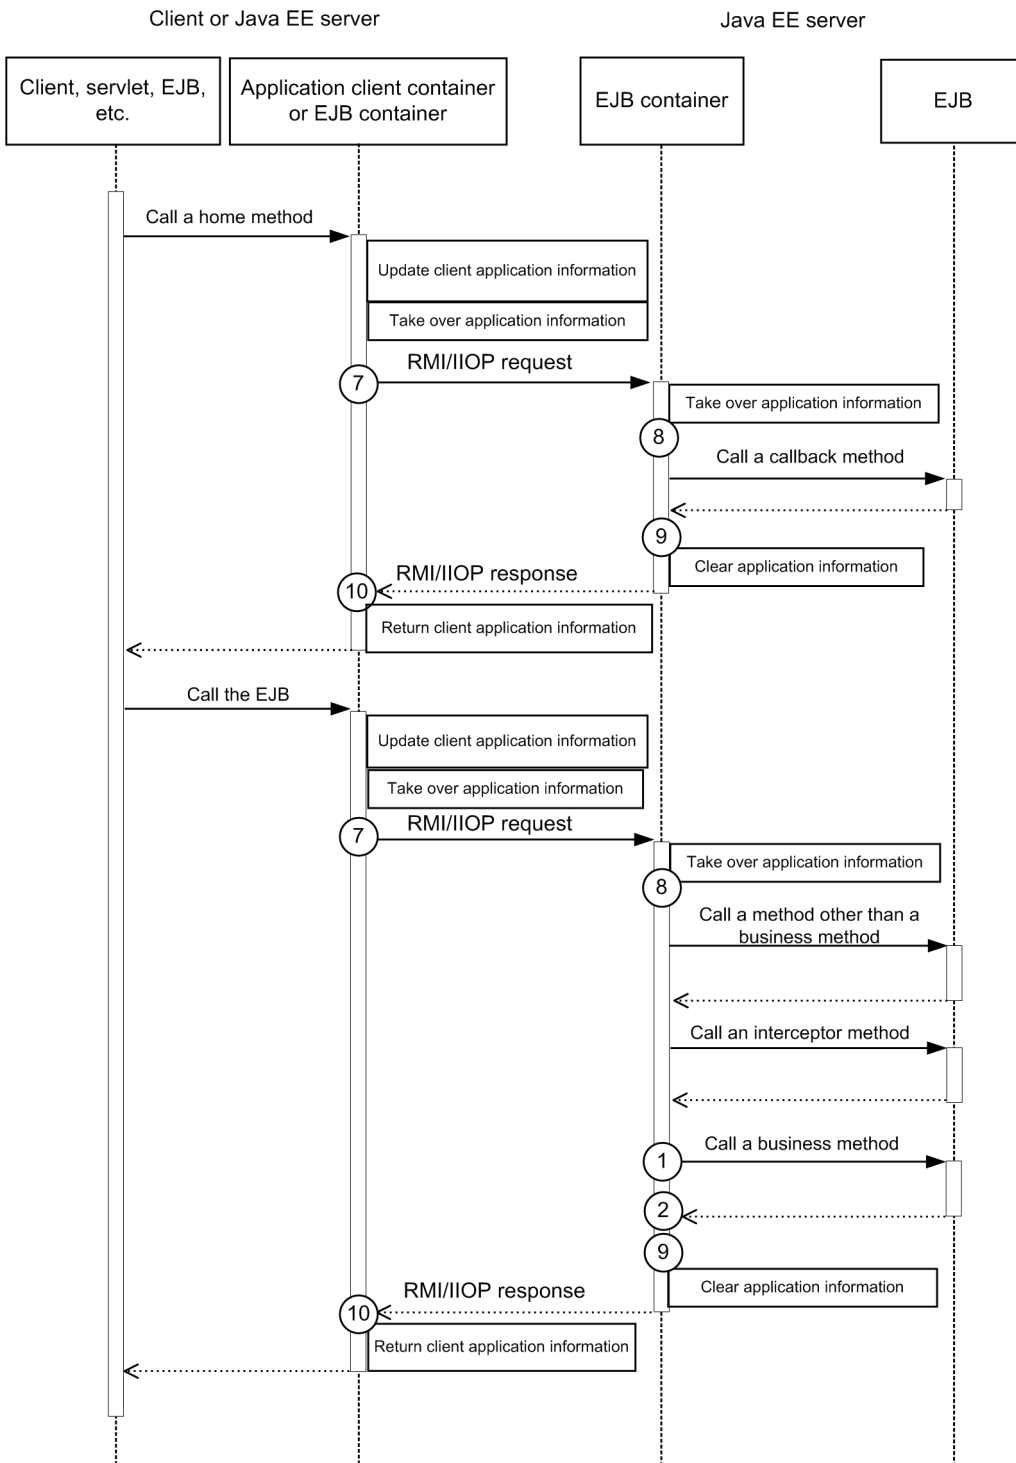 Client or Java EE server
Java EE server
Client, servlet, EJB,
etc.
Application client container
or EJB container
EJB container
EJB
Call a home method
Update client application information
Take over application information
RMI/IIOP request
7
Take over application information
8
Call a callback method
9
Clear application information
RMI/IIOP response
10
Return client application information
Call the EJB
Update client application information
Take over application information
RMI/IIOP request
7
Take over application information
8
Call a method other than a
business method
Call an interceptor method
Call a business method
1
2
9
Clear application information
RMI/IIOP response
10
Return client application information